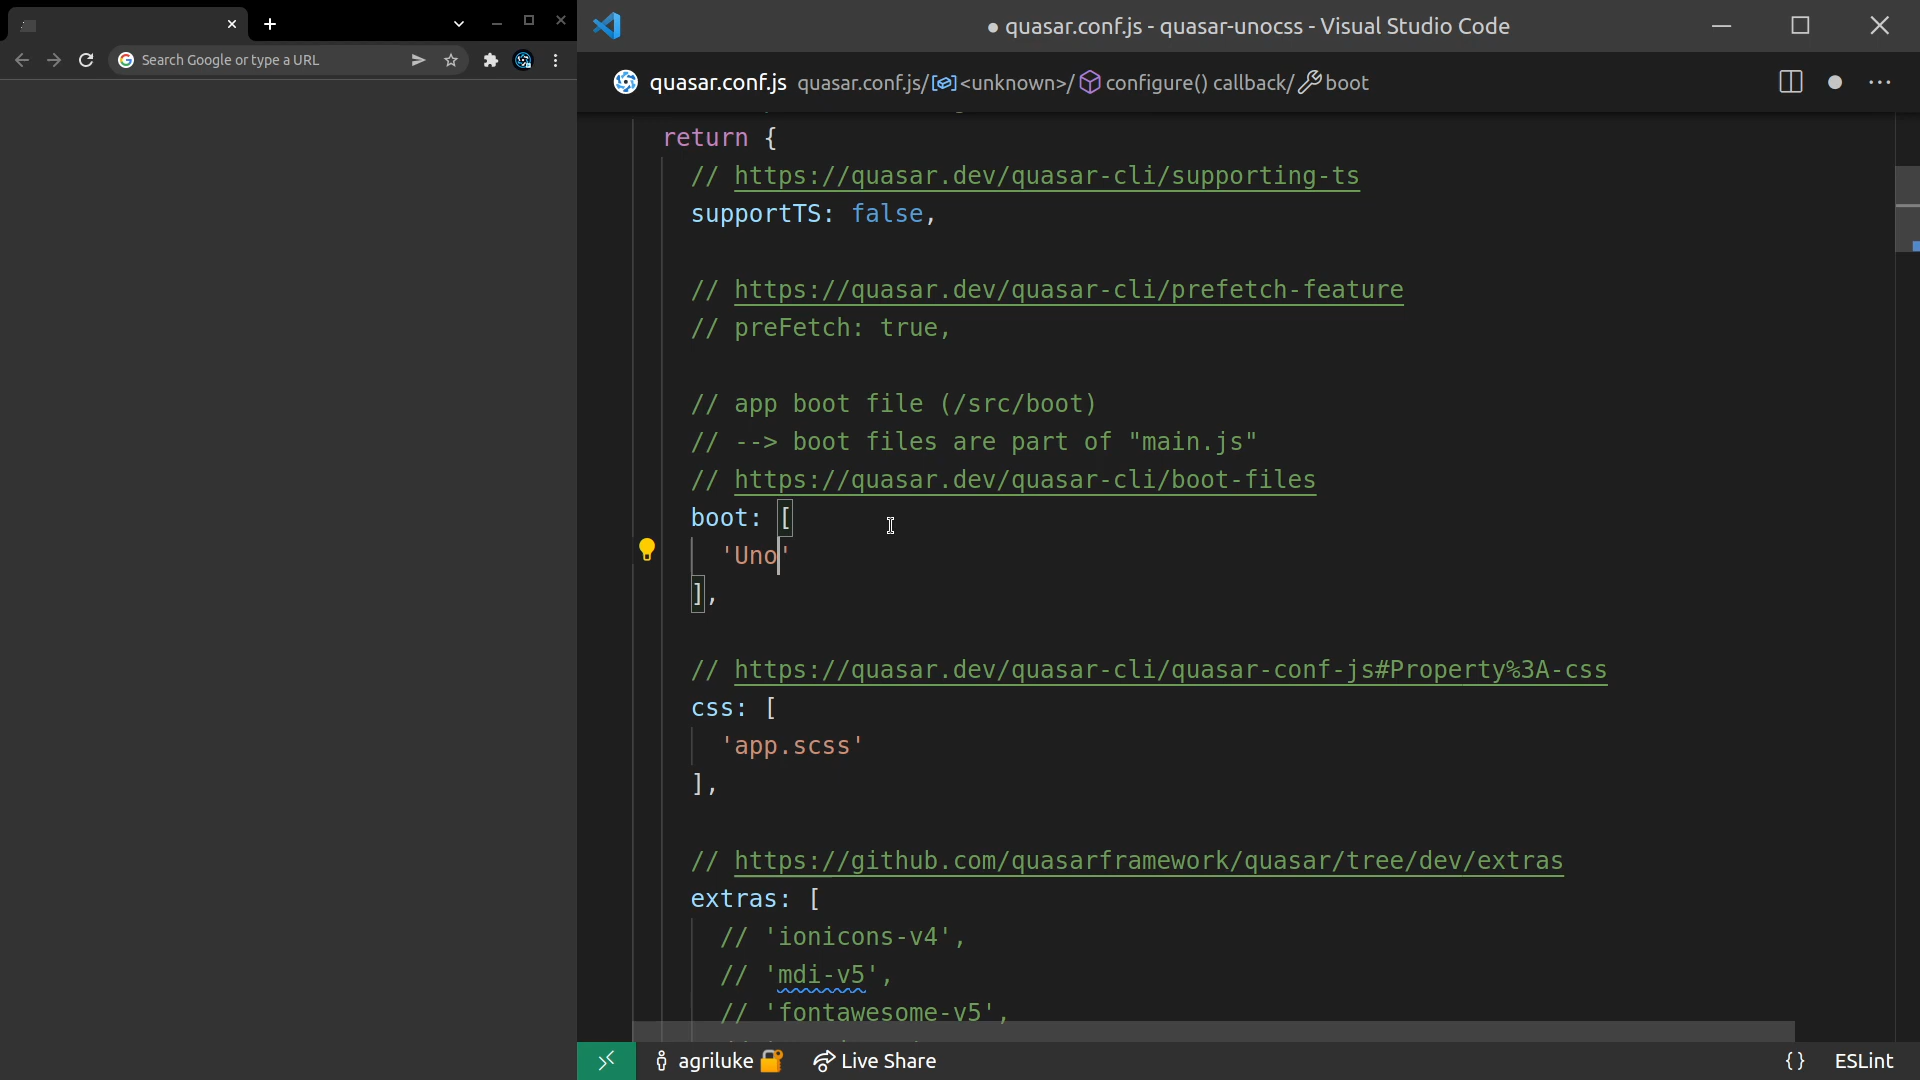 Search Google or type a URL
● quasar.conf.js - quasar-unocss - Visual Studio Code
quasar.conf.js quasar.conf.js/<unknown>/ configure() callback/ boot
return {
// https://quasar.dev/quasar-cli/supporting-ts
supportTS: false,
// https://quasar.dev/quasar-cli/prefetch-feature
// preFetch: true,
// app boot file (/src/boot)
// --> boot files are part of "main.js"
// https://quasar.dev/quasar-cli/boot-files
boot: [
'Uno'
],
// https://quasar.dev/quasar-cli/quasar-conf-js#Property%3A-css
css: [
'app.scss'
],
// https://github.com/quasarframework/quasar/tree/dev/extras
extras: [
// 'ionicons-v4',
// 'mdi-v5',
// 'fontawesome-v5',
agriluke Live Share {} ESLint